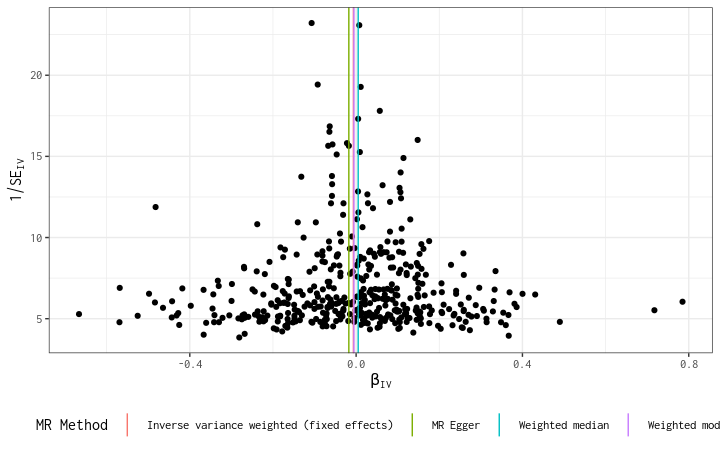 20
15
10
5
1/SE_IV
-0.4 0.0 0.4 0.8
β_IV
MR Method Inverse variance weighted (fixed effects) MR Egger Weighted median Weighted mod